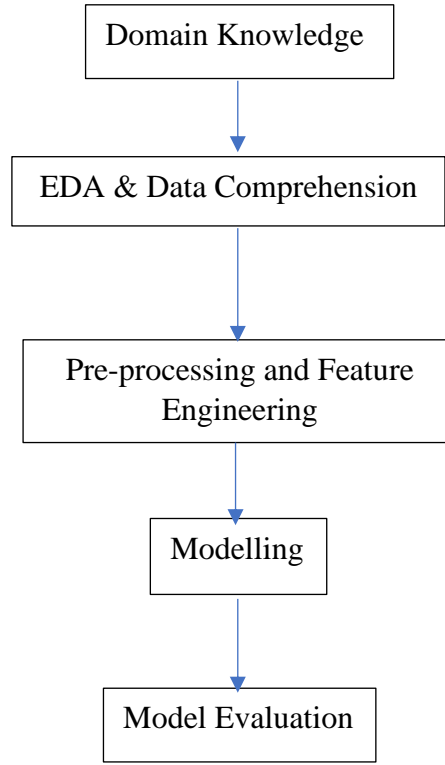 Domain Knowledge
EDA & Data Comprehension
Pre-processing and Feature
Engineering
Modelling
Model Evaluation